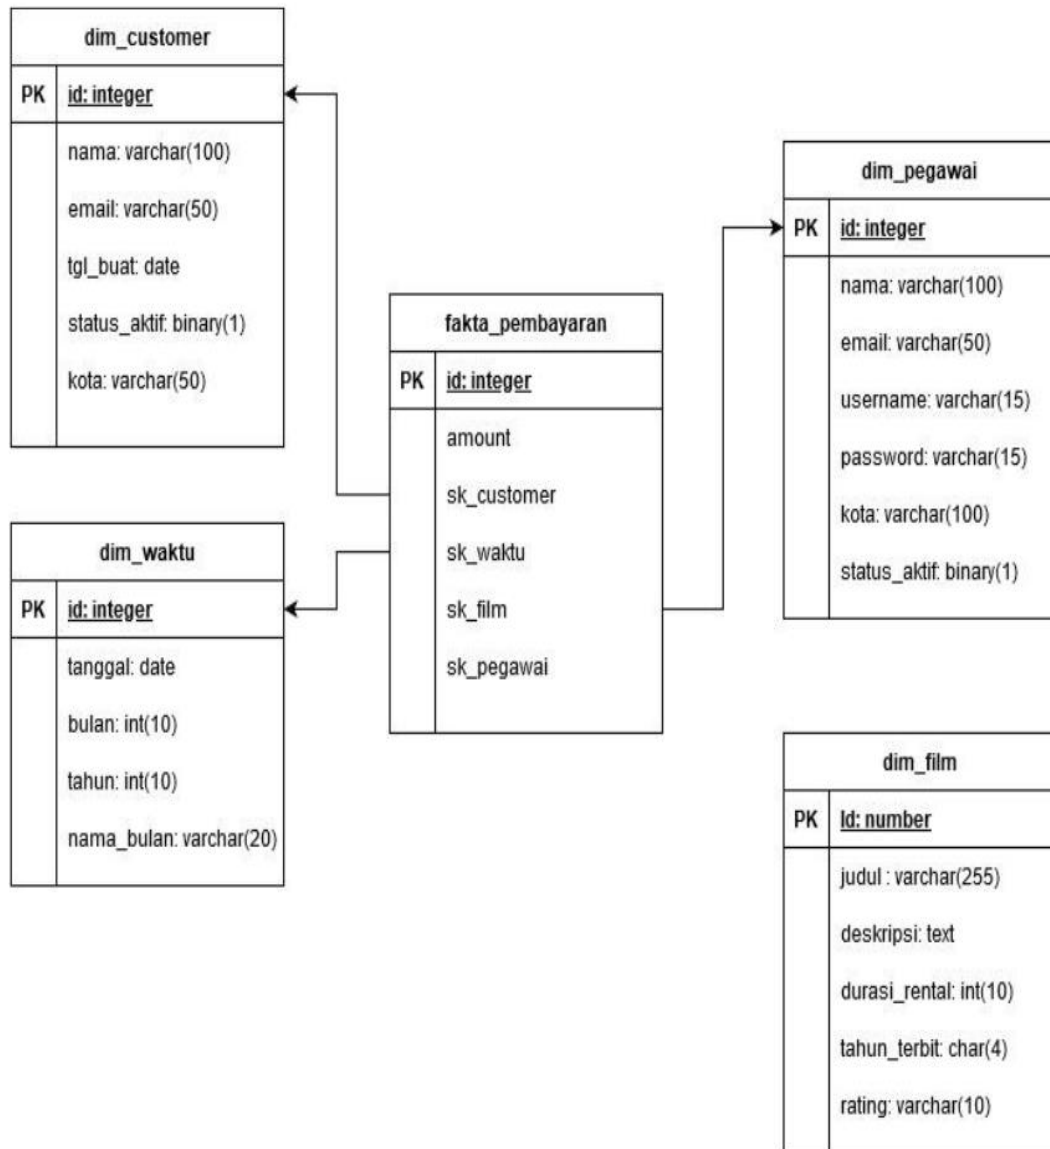 dim_customer
PK id: integer
nama: varchar(100)
email: varchar(50)
tgl_buat: date
status_aktif: binary(1)
kota: varchar(50)
dim_waktu
PK id: integer
tanggal: date
bulan: int(10)
tahun: int(10)
nama_bulan: varchar(20)
fakta_pembayaran
PK id: integer
amount
sk_customer
sk_waktu
sk_film
sk_pegawai
dim_pegawai
PK id: integer
nama: varchar(100)
email: varchar(50)
username: varchar(15)
password: varchar(15)
kota: varchar(100)
status_aktif: binary(1)
dim_film
PK Id: number
judul : varchar(255)
deskripsi: text
durasi_rental: int(10)
tahun_terbit: char(4)
rating: varchar(10)